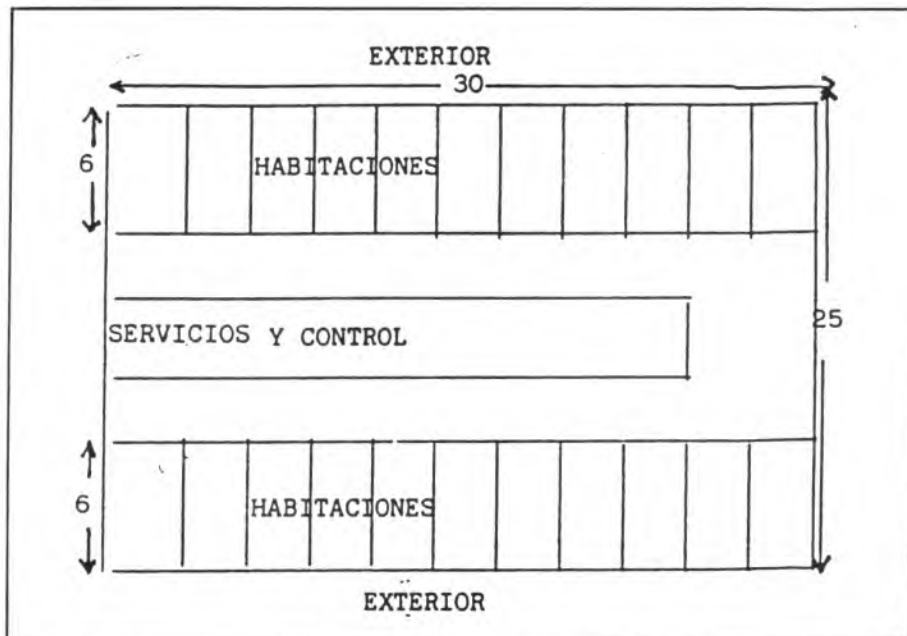 EXTERIOR
30
6
HABITACIONES
25
SERVICIOS Y CONTROL
6
HABITACIONES
EXTERIOR